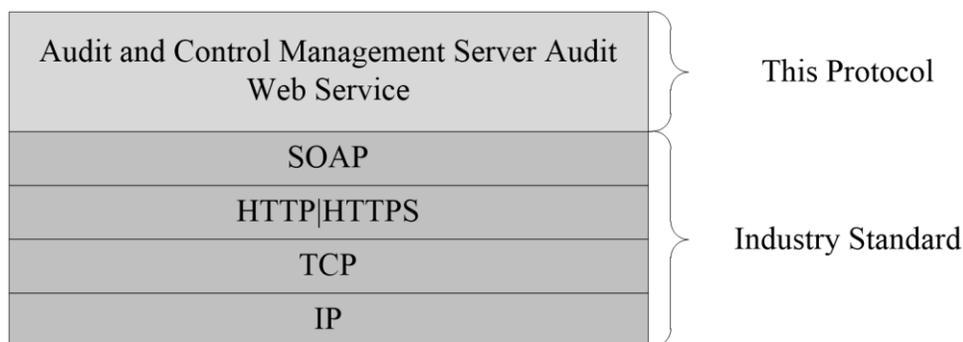 Audit and Control Management Server Audit
Web Service
This Protocol
SOAP
HTTP|HTTPS
TCP
IP
Industry Standard